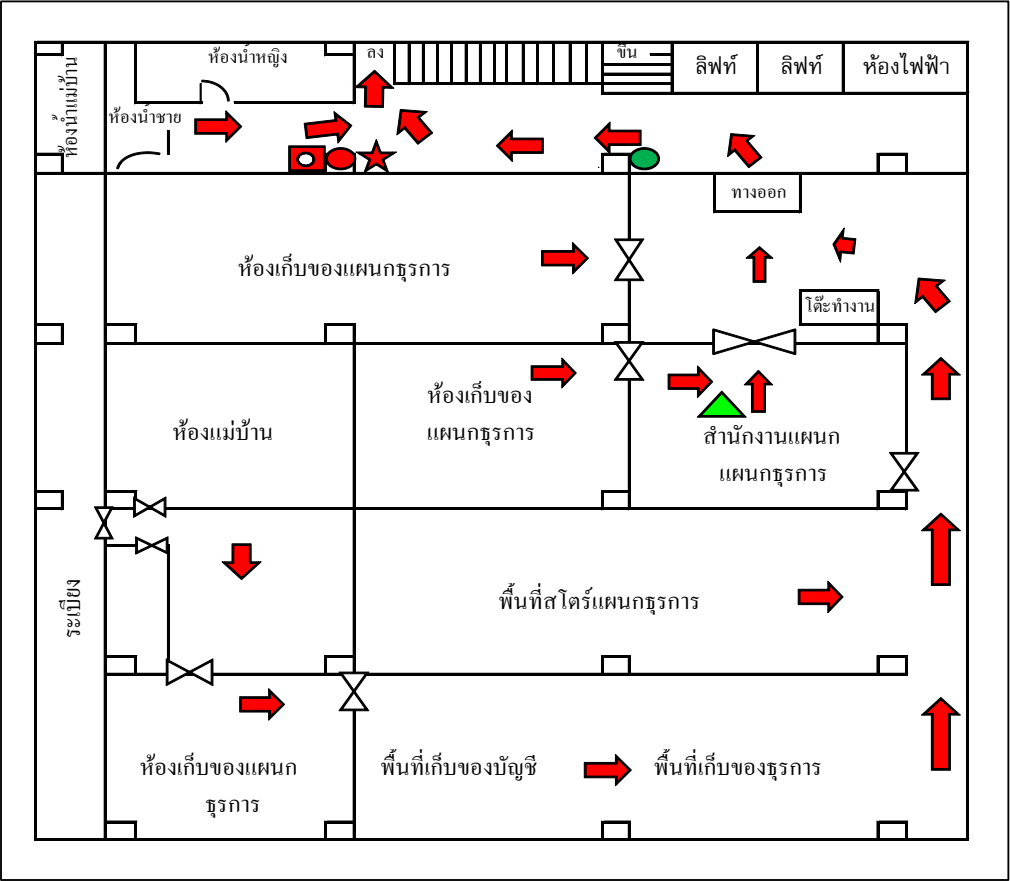 ห้องน้ำหญิง
ลง
ขึ้น
ลิฟท์
ลิฟท์
ห้องไฟฟ้า
ห้องน้ำแม่บ้าน
ห้องน้ำชาย
ทางออก
ห้องเก็บของแผนกธุรการ
โต๊ะทำงาน
ห้องแม่บ้าน
ห้องเก็บของ
แผนกธุรการ
สำนักงานแผนก
แผนกธุรการ
ระเบียง
พื้นที่สโตร์แผนกธุรการ
ห้องเก็บของแผนก
ธุรการ
พื้นที่เก็บของบัญชี
พื้นที่เก็บของธุรการ